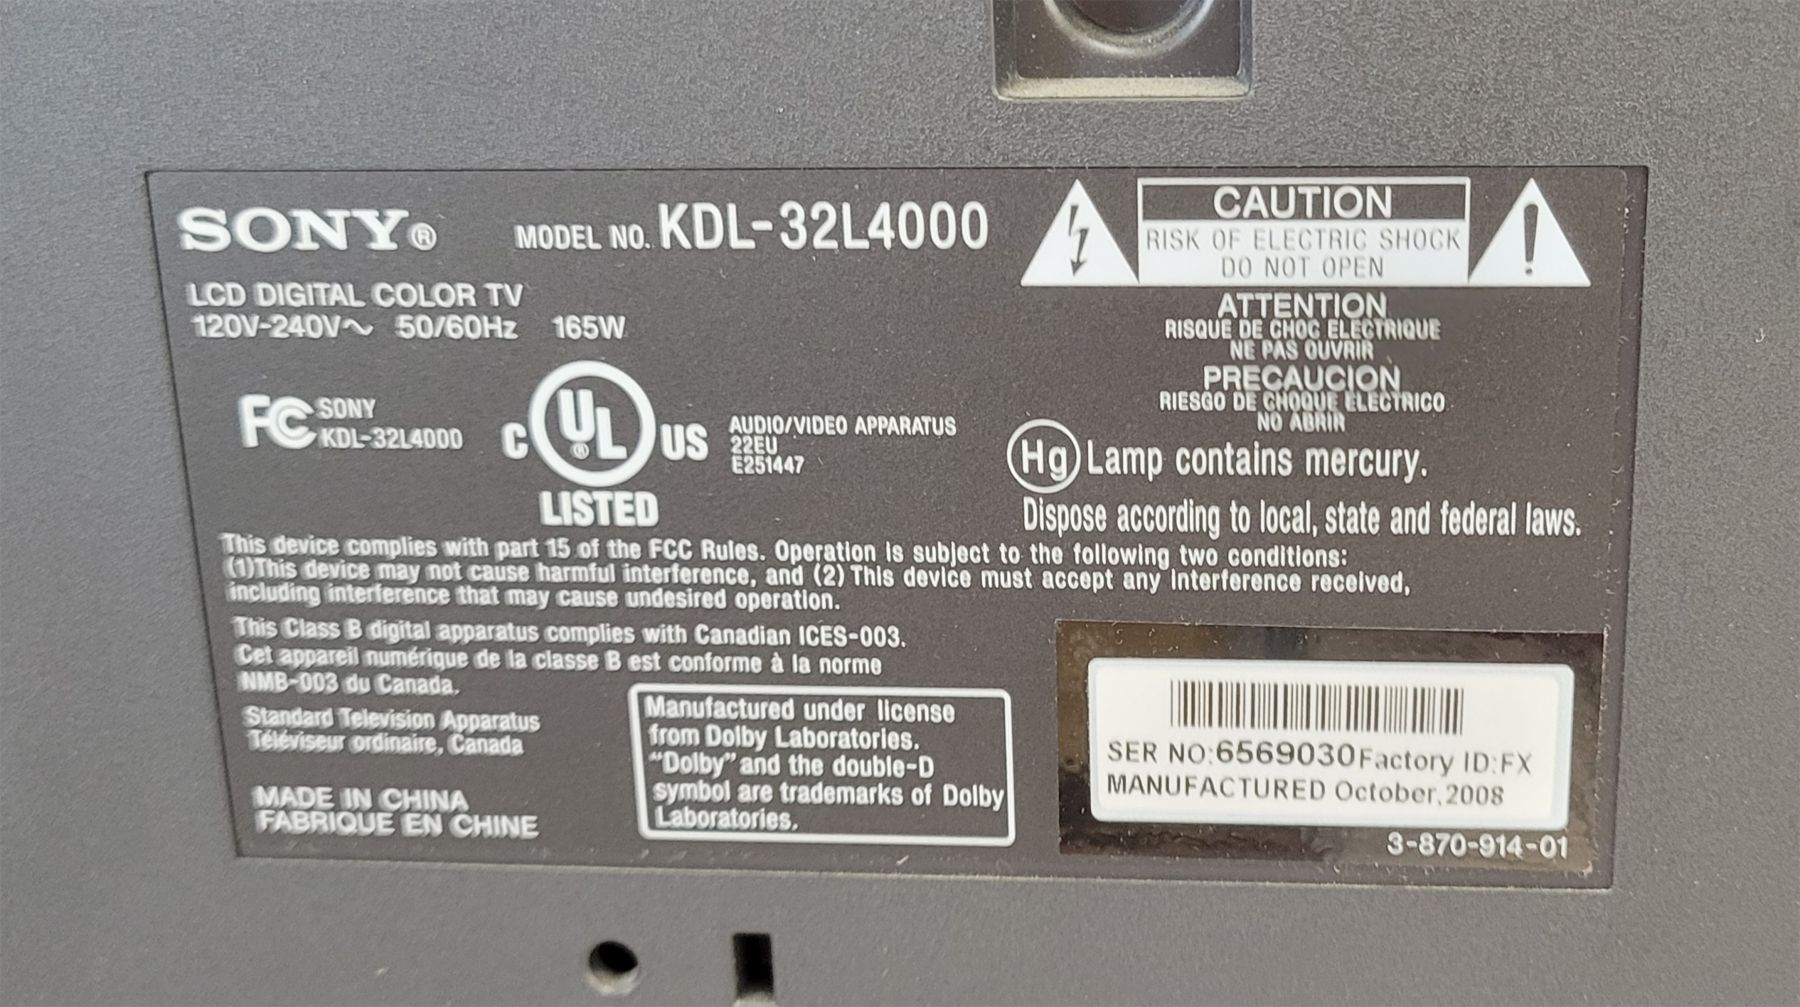 SONY®
MODEL NO. KDL-32L4000
LCD DIGITAL COLOR TV
120V-240V~ 50/60Hz 165W
CAUTION
RISK OF ELECTRIC SHOCK
DO NOT OPEN
ATTENTION
RISQUE DE CHOC ELECTRIQUE
NE PAS OUVRIR
PRECAUCION
RIESGO DE CHOQUE ELECTRICO
NO ABRIR
FC SONY
KDL-32L4000
C UL® US
LISTED
AUDIO/VIDEO APPARATUS
22EU
E251447
Hg Lamp contains mercury.
Dispose according to local, state and federal laws.
This device complies with part 15 of the FCC Rules. Operation is subject to the following two conditions:
(1)This device may not cause harmful interference, and (2) This device must accept any interference received,
including interference that may cause undesired operation.
This Class B digital apparatus complies with Canadian ICES-003.
Cet appareil numérique de la classe B est conforme à la norme
NMB-003 du Canada.
Standard Television Apparatus
Téléviseur ordinaire, Canada
MADE IN CHINA
FABRIQUE EN CHINE
Manufactured under license
from Dolby Laboratories.
“Dolby” and the double-D
symbol are trademarks of Dolby
Laboratories.
SER NO:6569030 Factory ID:FX
MANUFACTURED October,2008
3-870-914-01